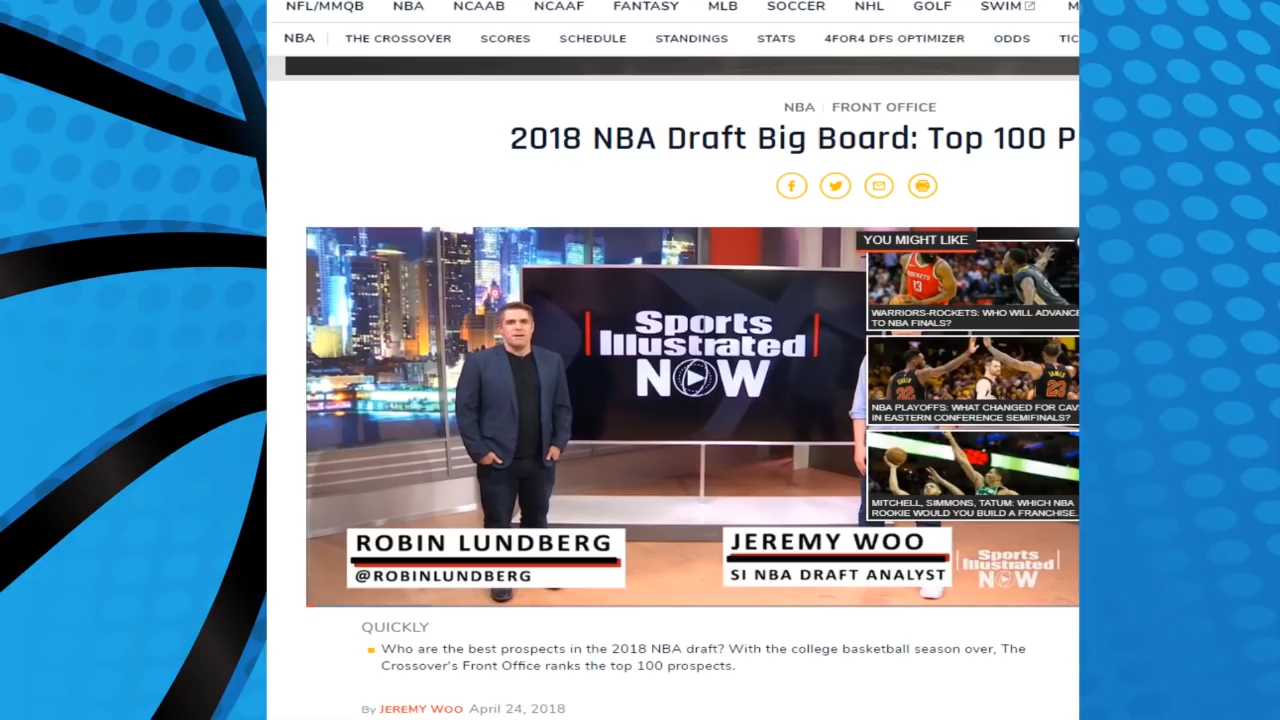 NFL/MMQB NBA NCAAB NCAAF FANTASY MLB SOCCER NHL GOLF SWIM M
NBA THE CROSSOVER SCORES SCHEDULE STANDINGS STATS 4FOR4 DFS OPTIMIZER ODDS TIC
NBA FRONT OFFICE
2018 NBA Draft Big Board: Top 100 P
YOU MIGHT LIKE
ROCKETS
13
WARRIORS-ROCKETS: WHO WILL ADVANCE
TO NBA FINALS?
Sports
Illustrated
NOW
23
NBA PLAYOFFS: WHAT CHANGED FOR CAV
IN EASTERN CONFERENCE SEMIFINALS?
MITCHELL, SIMMONS, TATUM: WHICH NBA
ROOKIE WOULD YOU BUILD A FRANCHISE
ROBIN LUNDBERG
@ROBINLUNDBERG
JEREMY WOO
SI NBA DRAFT ANALYST
Sports
Illustrated
NOW
QUICKLY
Who are the best prospects in the 2018 NBA draft? With the college basketball season over, The
Crossover's Front Office ranks the top 100 prospects.
By JEREMY WOO April 24, 2018